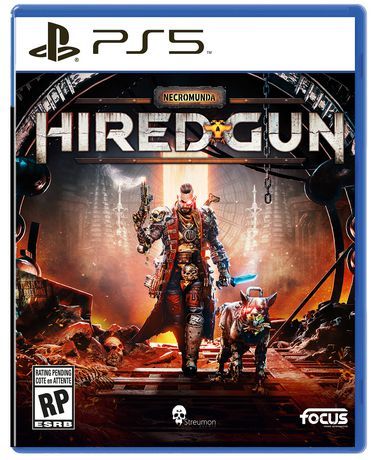 PS5
NECROMUNDA
HIRED GUN
RATING PENDING
COTE en ATTENTE
RP
ESRB
Streumon
FOCUS